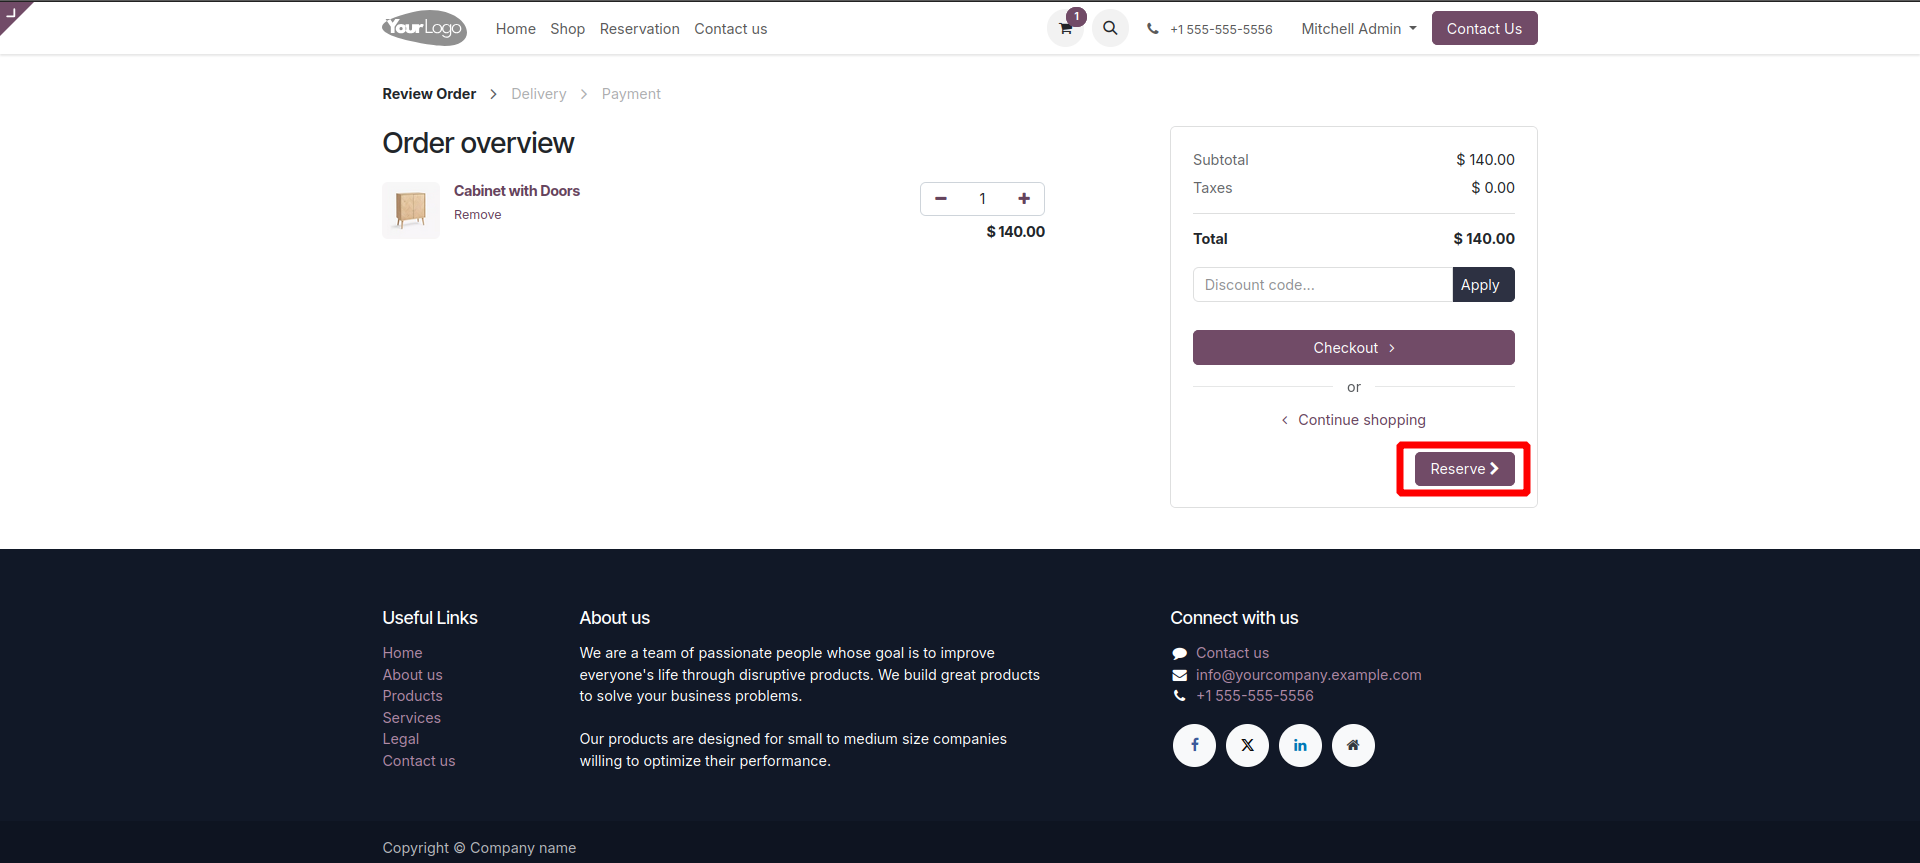 YourLogo
Home Shop Reservation Contact us
1
+1 555-555-5556
Mitchell Admin
Contact Us
Review Order > Delivery > Payment
Order overview
Cabinet with Doors
Remove
1
$ 140.00
Subtotal $ 140.00
Taxes $ 0.00
Total $ 140.00
Discount code... Apply
Checkout >
or
< Continue shopping
Reserve >
Useful Links
Home
About us
Products
Services
Legal
Contact us
About us
We are a team of passionate people whose goal is to improve
everyone's life through disruptive products. We build great products
to solve your business problems.
Our products are designed for small to medium size companies
willing to optimize their performance.
Connect with us
Contact us
info@yourcompany.example.com
+1 555-555-5556
Copyright © Company name